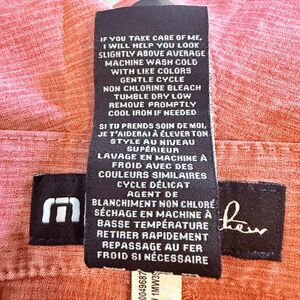 IF YOU TAKE CARE OF ME,
I WILL HELP YOU LOOK
SLIGHTLY ABOVE AVERAGE
MACHINE WASH COLD
WITH LIKE COLORS
GENTLE CYCLE
NON CHLORINE BLEACH
TUMBLE DRY LOW
REMOVE PROMPTLY
COOL IRON IF NEEDED
SI TU PRENDS SOIN DE MOI,
JE T'AIDERAI À ÉLEVER TON
STYLE AU NIVEAU
SUPÉRIEUR
LAVAGE EN MACHINE À
FROID AVEC DES
COULEURS SIMILAIRES
CYCLE DÉLICAT
AGENT DE
BLANCHIMENT NON CHLORÉ
SÉCHAGE EN MACHINE À
BASSE TEMPÉRATURE
RETIRER RAPIDEMENT
REPASSAGE AU FER
FROID SI NÉCESSAIRE
m
hew